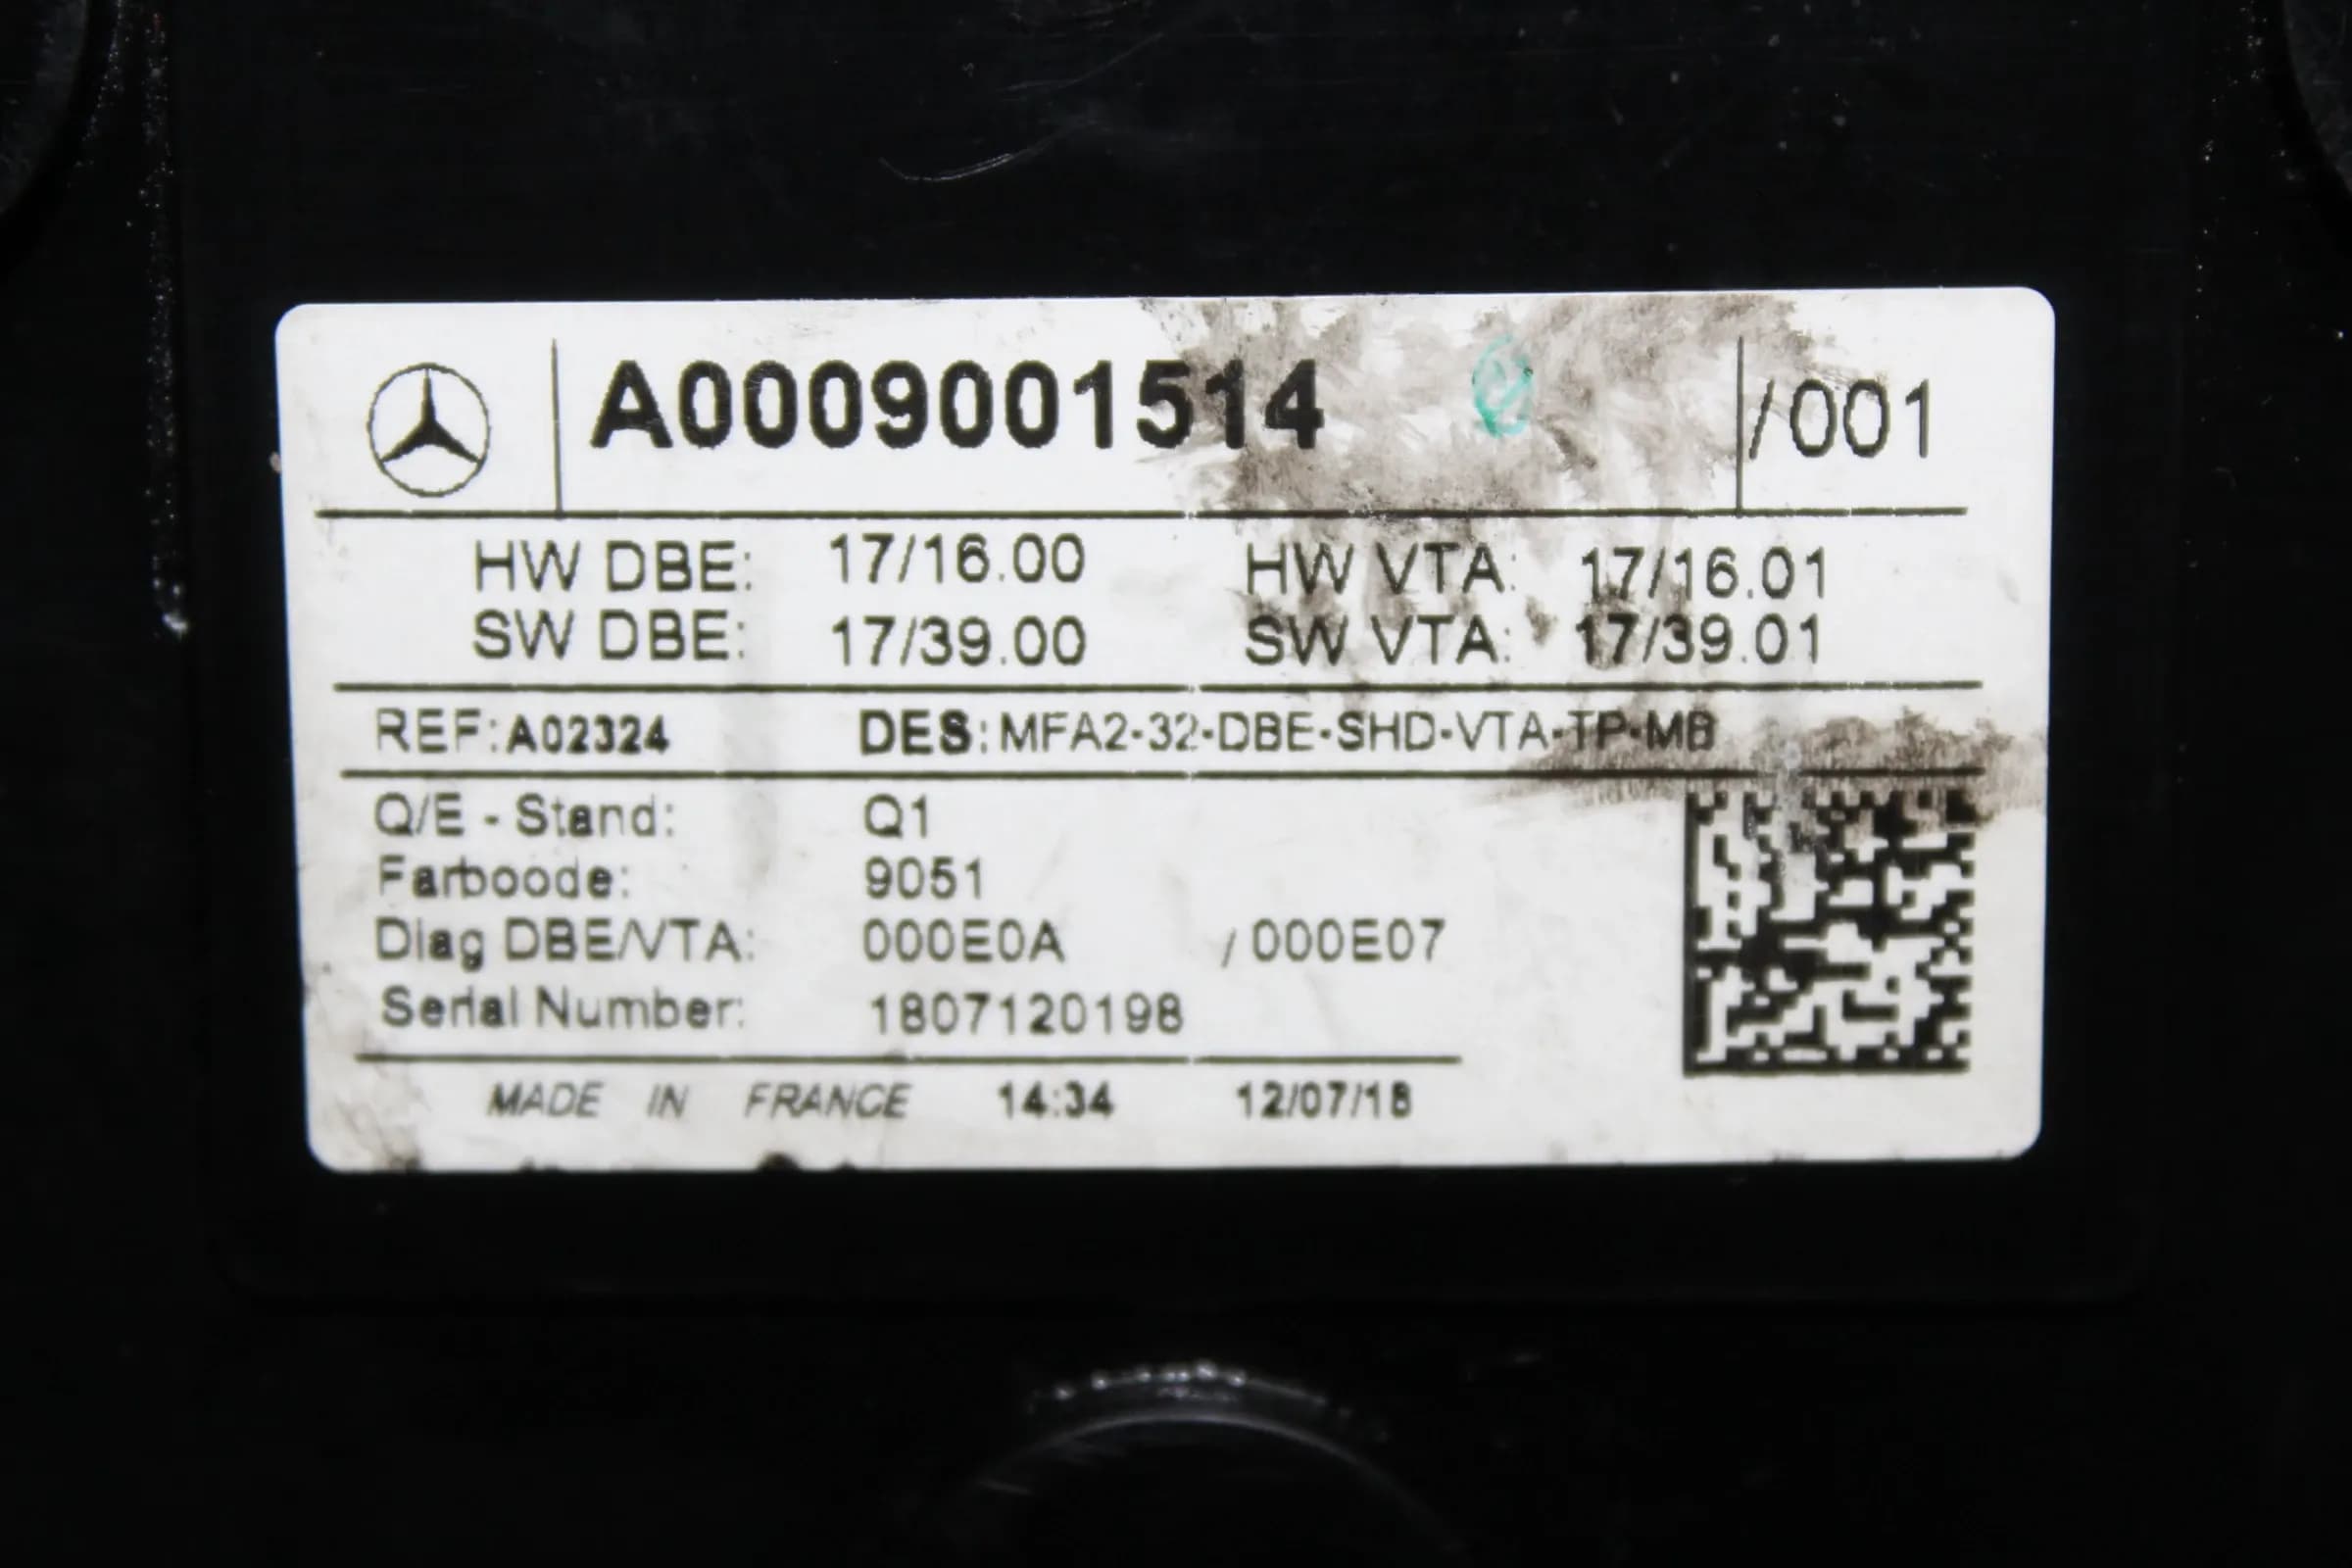 A0009001514 /001
HW DBE: 17/16.00 HW VTA: 17/16.01
SW DBE: 17/39.00 SW VTA: 17/39.01
REF: A02324 DES: MFA2-32-DBE-SHD-VTA-TP-MB
Q/E - Stand: Q1
Farbcode: 9051
Diag DBE/VTA: 000E0A / 000E07
Serial Number: 1807120198
MADE IN FRANCE 14:34 12/07/18